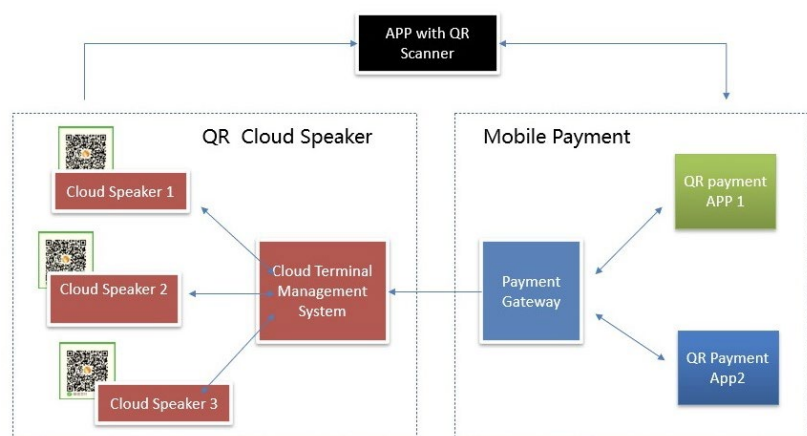 APP with QR
Scanner
QR Cloud Speaker
Mobile Payment
Cloud Speaker 1
Cloud Speaker 2
Cloud Speaker 3
Cloud Terminal
Management
System
Payment
Gateway
QR payment
APP 1
QR Payment
App2